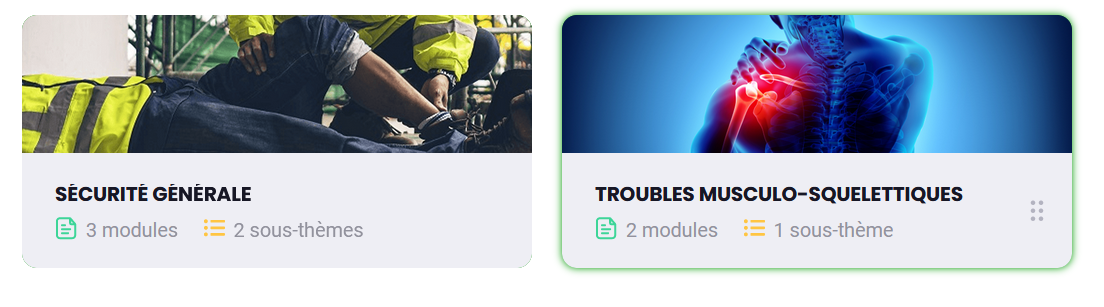 SÉCURITÉ GÉNÉRALE
3 modules 2 sous-thèmes
TROUBLES MUSCULO-SQUELETTIQUES
2 modules 1 sous-thème